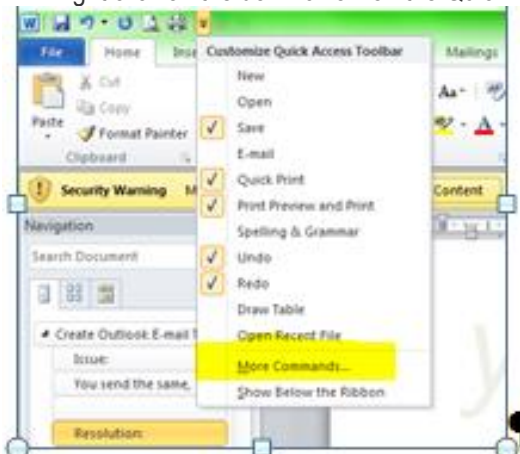 File Home Customize Quick Access Toolbar Mailings
New
Open
Save
E-mail
Quick Print
Print Preview and Print
Spelling & Grammar
Undo
Redo
Draw Table
Open Recent File
More Commands...
Show Below the Ribbon
Cut
Copy
Paste
Format Painter
Clipboard
Aa
A
Security Warning
Content
Navigation
Search Document
Create Outlook E-mail
Issue:
You send the same,
Resolution: